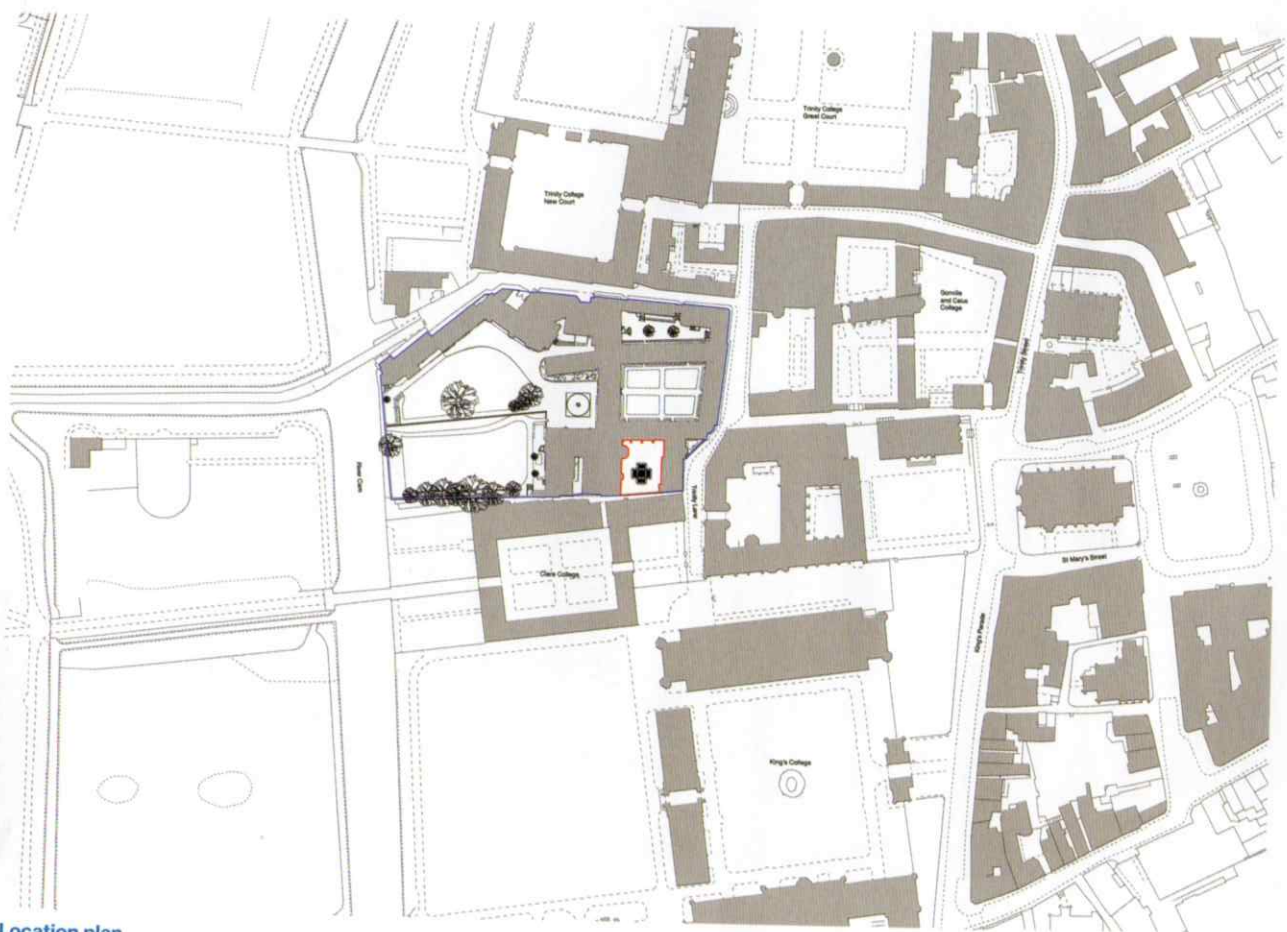 Trinity College
Great Court
Trinity College
New Court
Gonville
and Caius
College
Trinity Street
River Cam
Trinity Lane
Clare College
St Mary's Street
King's Parade
King's College
Location plan